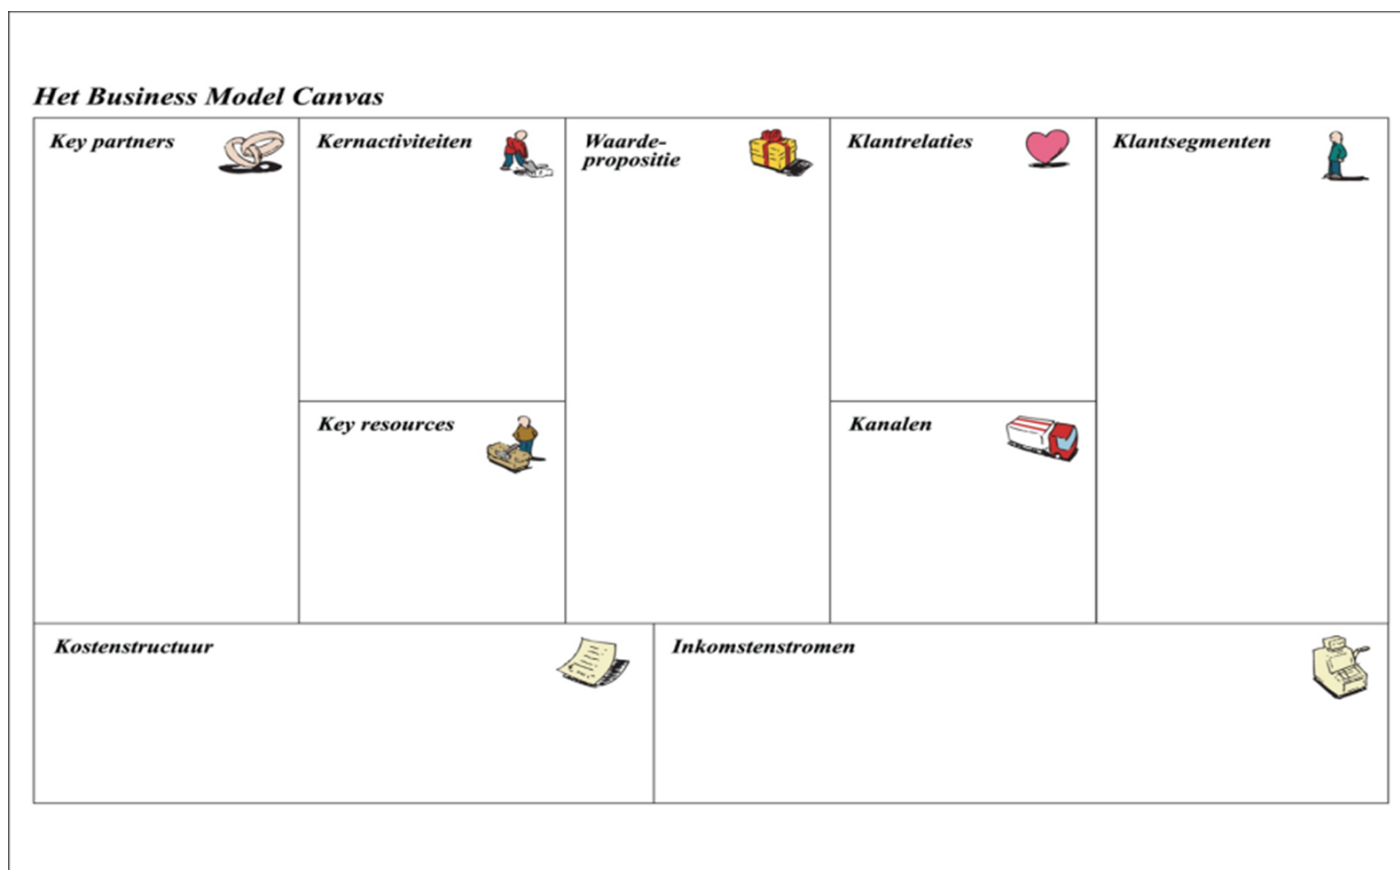 Het Business Model Canvas
Key partners
Kernactiviteiten
Key resources
Waarde-
propositie
Klantrelaties
Kanalen
Klantsegmenten
Kostenstructuur
Inkomstenstromen